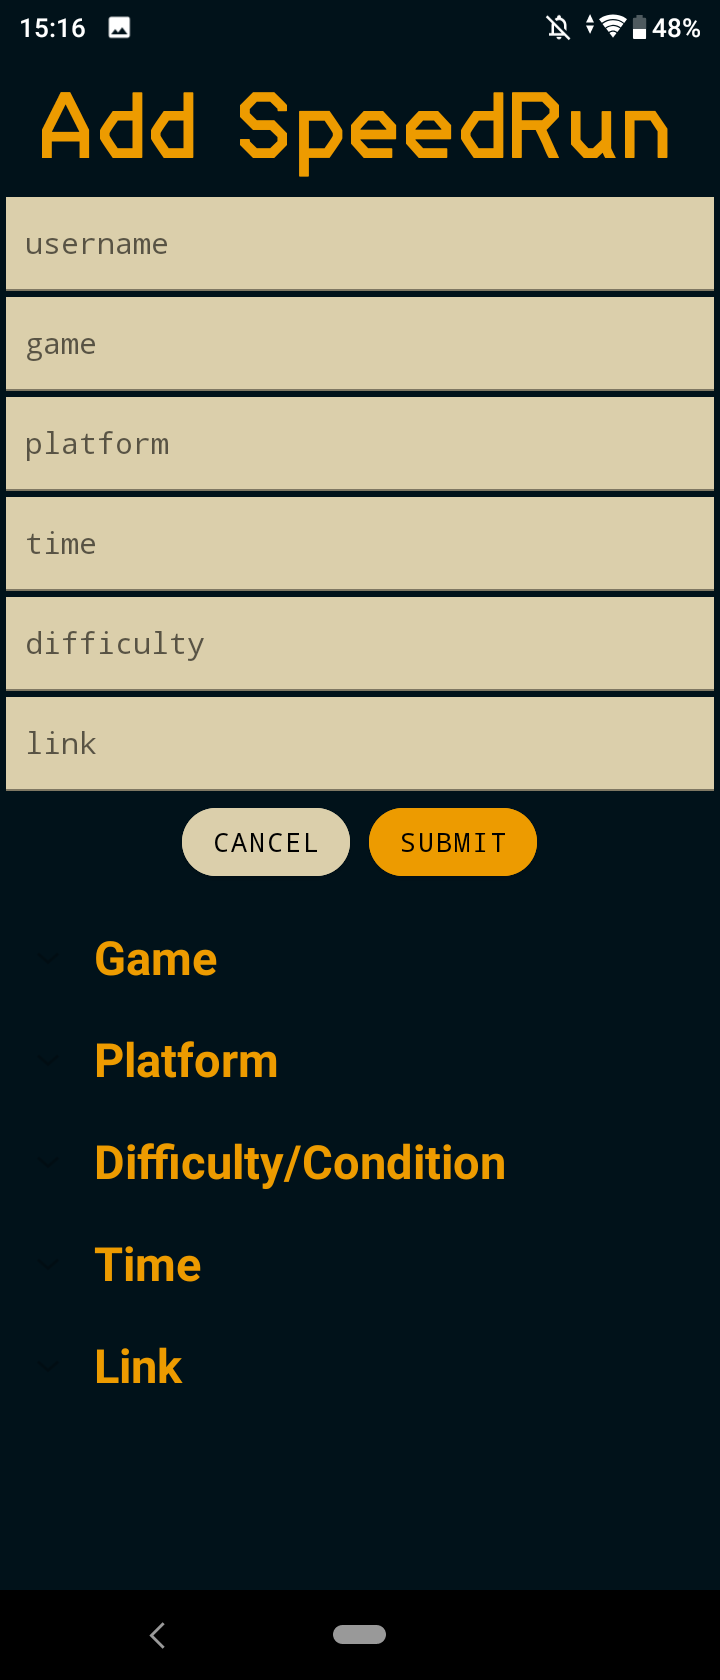 15:16 48%
Add SpeedRun
username
game
platform
time
difficulty
link
CANCEL SUBMIT
Game
Platform
Difficulty/Condition
Time
Link